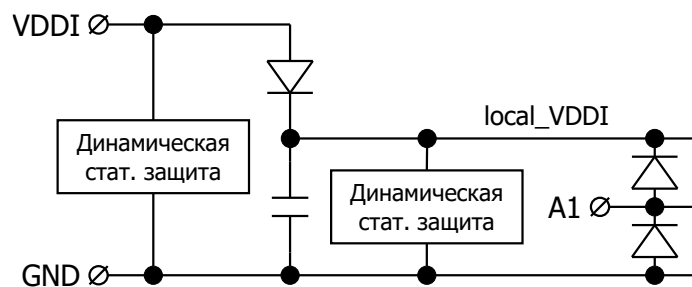 VDDI
local_VDDI
Динамическая
стат. защита
Динамическая
стат. защита
A1
GND